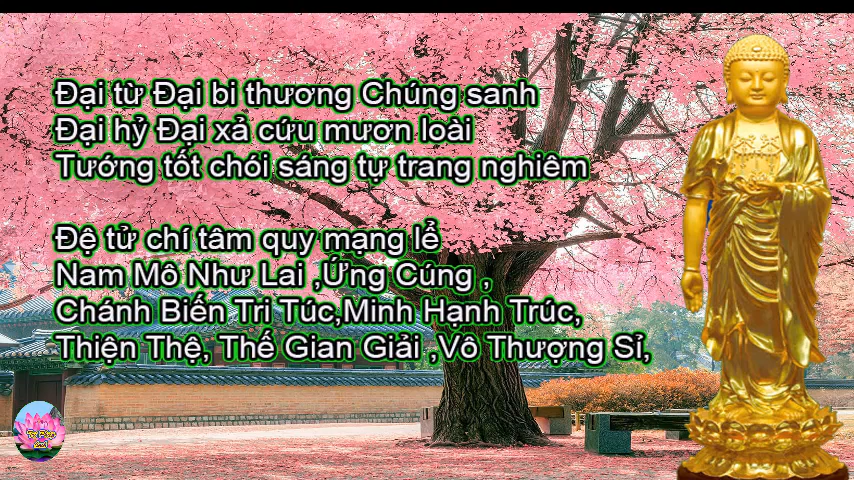 Đại từ Đại bi thương Chúng sanh
Đại hỷ Đại xả cứu mươn loài
Tướng tốt chói sáng tự trang nghiêm
Đệ tử chí tâm quy mạng lể
Nam Mô Như Lai ,Ứng Cúng ,
Chánh Biến Tri Túc,Minh Hạnh Trúc,
Thiện Thệ, Thế Gian Giải ,Vô Thượng Sỉ,